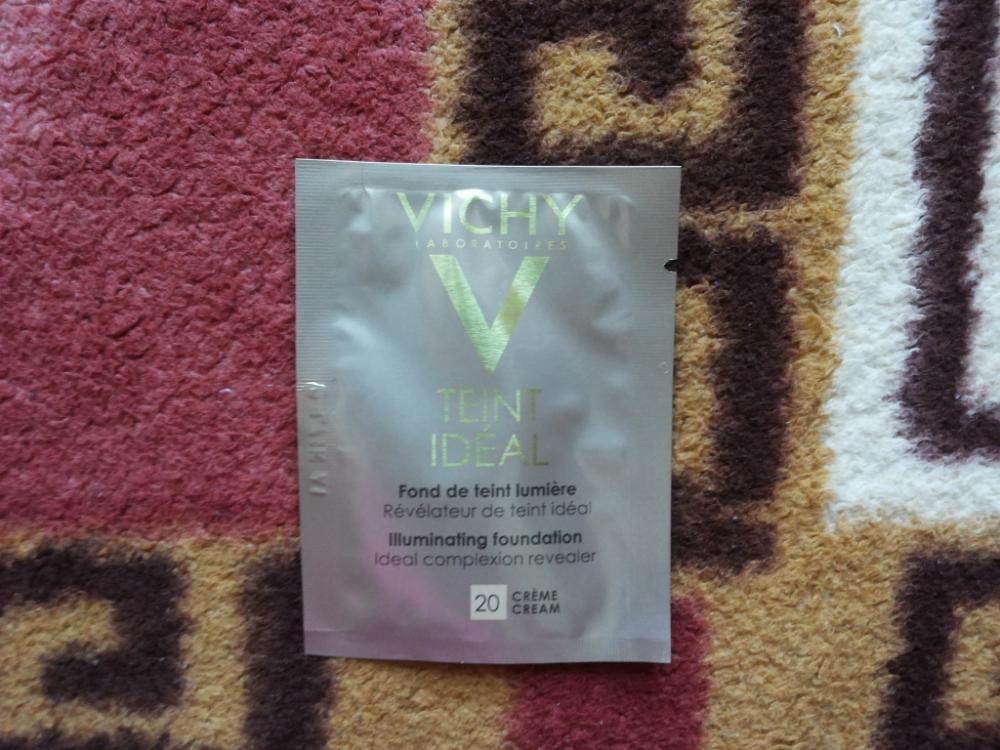 VICHY
LABORATOIRES
V
TEINT
IDÉAL
Fond de teint lumière
Révélateur de teint idéal
Illuminating foundation
Ideal complexion revealer
20 CRÈME
CREAM